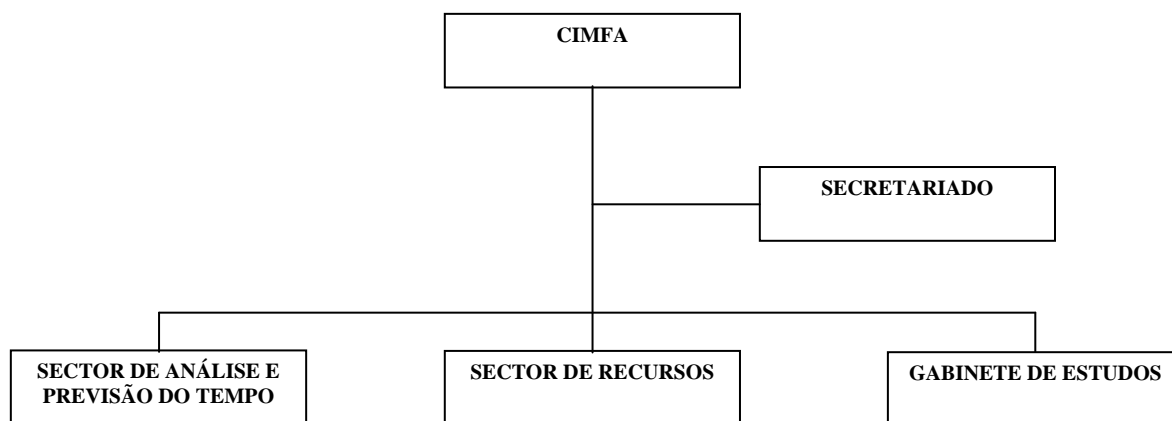 CIMFA
SECRETARIADO
SECTOR DE ANÁLISE E
PREVISÃO DO TEMPO
SECTOR DE RECURSOS
GABINETE DE ESTUDOS